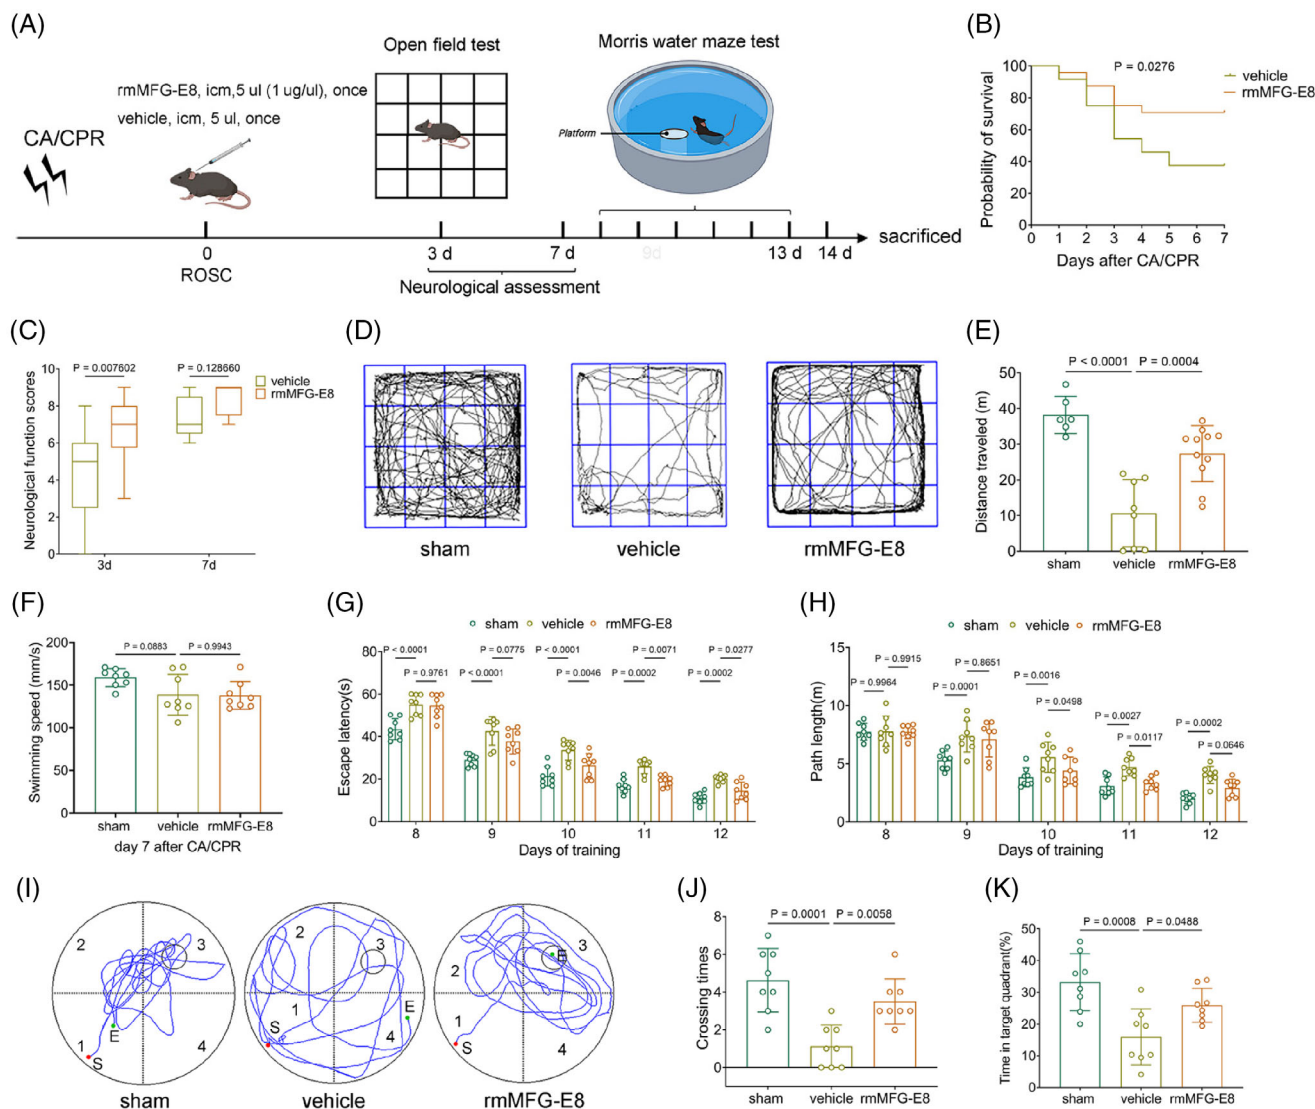 (A)
Open field test
Morris water maze test
rmMFG-E8, icm,5 ul (1 ug/ul), once
vehicle, icm, 5 ul, once
CA/CPR
Platform
0
3 d
7 d
9d
13 d
14 d
sacrificed
ROSC
Neurological assessment
(B)
P = 0.0276
vehicle
rmMFG-E8
Probability of survival
100
80
60
40
20
0
0 1 2 3 4 5 6 7
Days after CA/CPR
(C)
P = 0.007602
P = 0.128660
vehicle
rmMFG-E8
Neurological function scores
10
8
6
4
2
0
3d
7d
(D)
sham
vehicle
rmMFG-E8
(E)
P < 0.0001
P = 0.0004
Distance traveled (m)
50
40
30
20
10
0
sham
vehicle
rmMFG-E8
(F)
P = 0.0883
P = 0.9943
Swimming speed (mm/s)
200
150
100
50
0
sham
vehicle
rmMFG-E8
day 7 after CA/CPR
(G)
sham
vehicle
rmMFG-E8
P < 0.0001
P = 0.0775
P < 0.0001
P = 0.0071
P = 0.0277
P = 0.9761
P < 0.0001
P = 0.0046
P = 0.0002
P = 0.0002
Escape latency(s)
80
60
40
20
0
8
9
10
11
12
Days of training
(H)
sham
vehicle
rmMFG-E8
P = 0.9915
P = 0.8651
P = 0.9964
P = 0.0001
P = 0.0016
P = 0.0498
P = 0.0027
P = 0.0117
P = 0.0002
P = 0.0646
Path length(m)
15
10
5
0
8
9
10
11
12
Days of training
(I)
2
3
1
4
S
E
sham
2
3
1
4
S
E
vehicle
2
3
1
4
S
E
rmMFG-E8
(J)
P = 0.0001
P = 0.0058
Crossing times
8
6
4
2
0
sham
vehicle
rmMFG-E8
(K)
P = 0.0008
P = 0.0488
Time in target quadrant(%)
50
40
30
20
10
0
sham
vehicle
rmMFG-E8